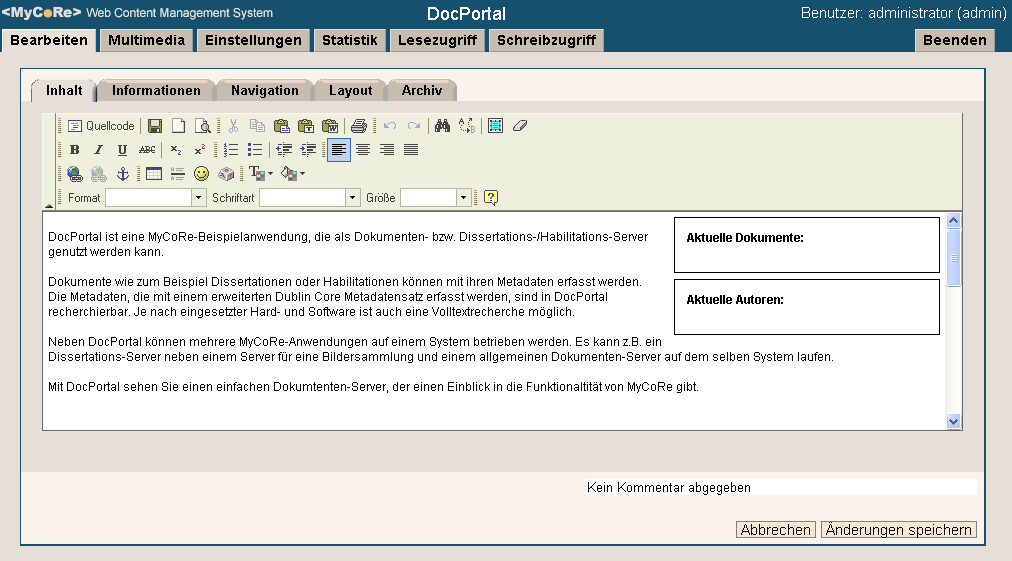 <MyCoRe> Web Content Management System
DocPortal
Benutzer: administrator (admin)
Bearbeiten Multimedia Einstellungen Statistik Lesezugriff Schreibzugriff Beenden
Inhalt Informationen Navigation Layout Archiv
Quellcode
B I U ABC x₂ x²
Format Schriftart Größe
DocPortal ist eine MyCoRe-Beispielanwendung, die als Dokumenten- bzw. Dissertations-/Habilitations-Server
genutzt werden kann.
Dokumente wie zum Beispiel Dissertationen oder Habilitationen können mit ihren Metadaten erfasst werden.
Die Metadaten, die mit einem erweiterten Dublin Core Metadatensatz erfasst werden, sind in DocPortal
recherchierbar. Je nach eingesetzter Hard- und Software ist auch eine Volltextrecherche möglich.
Neben DocPortal können mehrere MyCoRe-Anwendungen auf einem System betrieben werden. Es kann z.B. ein
Dissertations-Server neben einem Server für eine Bildersammlung und einem allgemeinen Dokumenten-Server auf dem selben System laufen.
Mit DocPortal sehen Sie einen einfachen Dokumtenten-Server, der einen Einblick in die Funktionaltität von MyCoRe gibt.
Aktuelle Dokumente:
Aktuelle Autoren:
Kein Kommentar abgegeben
Abbrechen Änderungen speichern